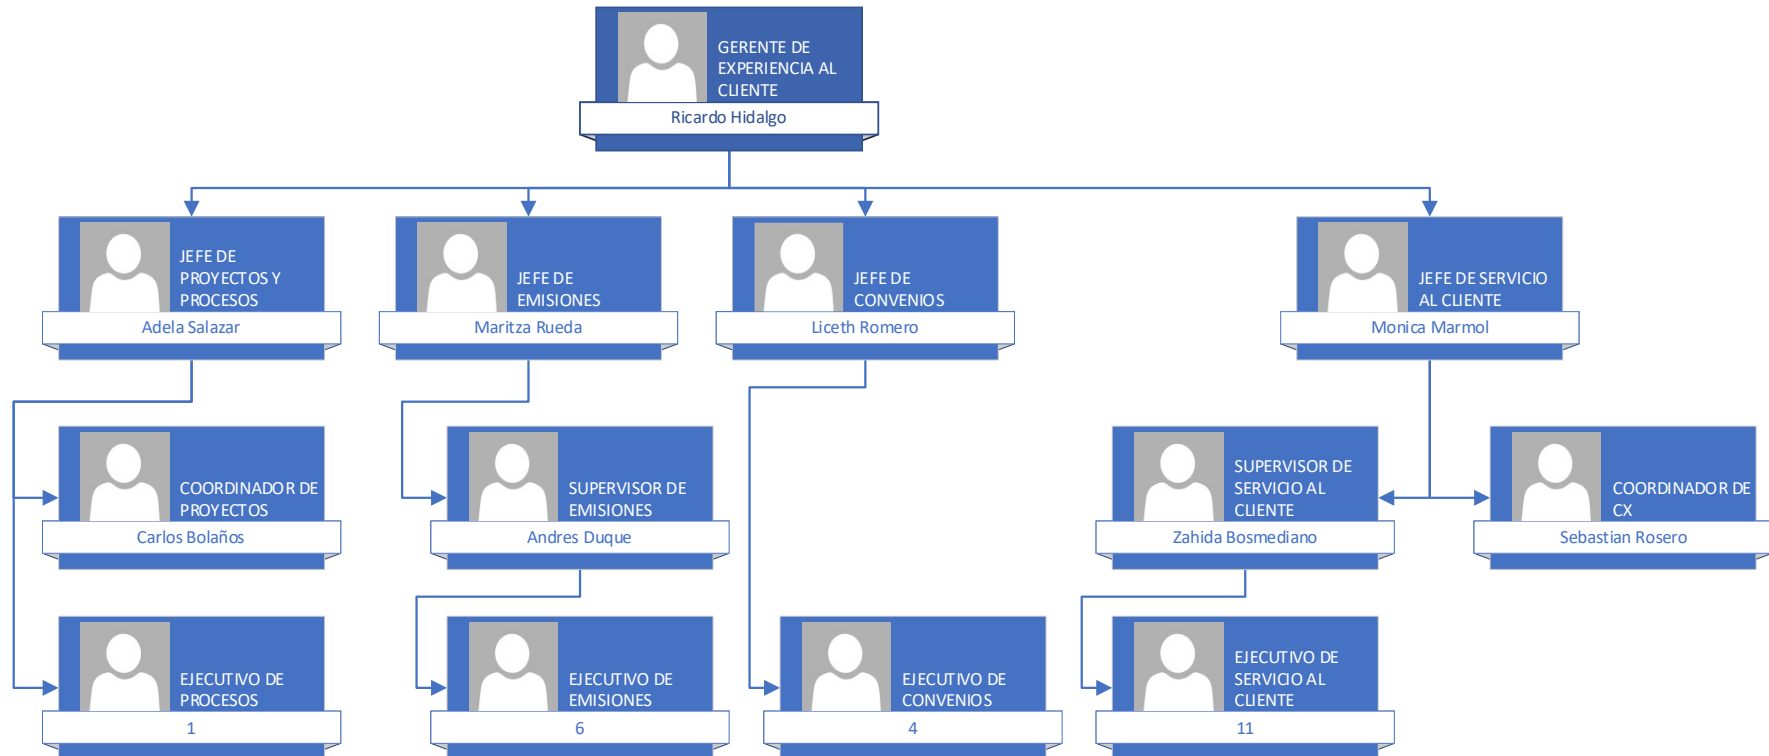 GERENTE DE
EXPERIENCIA AL
CLIENTE
Ricardo Hidalgo
JEFE DE
PROYECTOS Y
PROCESOS
Adela Salazar
JEFE DE
EMISIONES
Maritza Rueda
JEFE DE
CONVENIOS
Liceth Romero
JEFE DE SERVICIO
AL CLIENTE
Monica Marmol
COORDINADOR DE
PROYECTOS
Carlos Bolaños
SUPERVISOR DE
EMISIONES
Andres Duque
SUPERVISOR DE
SERVICIO AL
CLIENTE
Zahida Bosmediano
COORDINADOR DE
CX
Sebastian Rosero
EJECUTIVO DE
PROCESOS
1
EJECUTIVO DE
EMISIONES
6
EJECUTIVO DE
CONVENIOS
4
EJECUTIVO DE
SERVICIO AL
CLIENTE
11